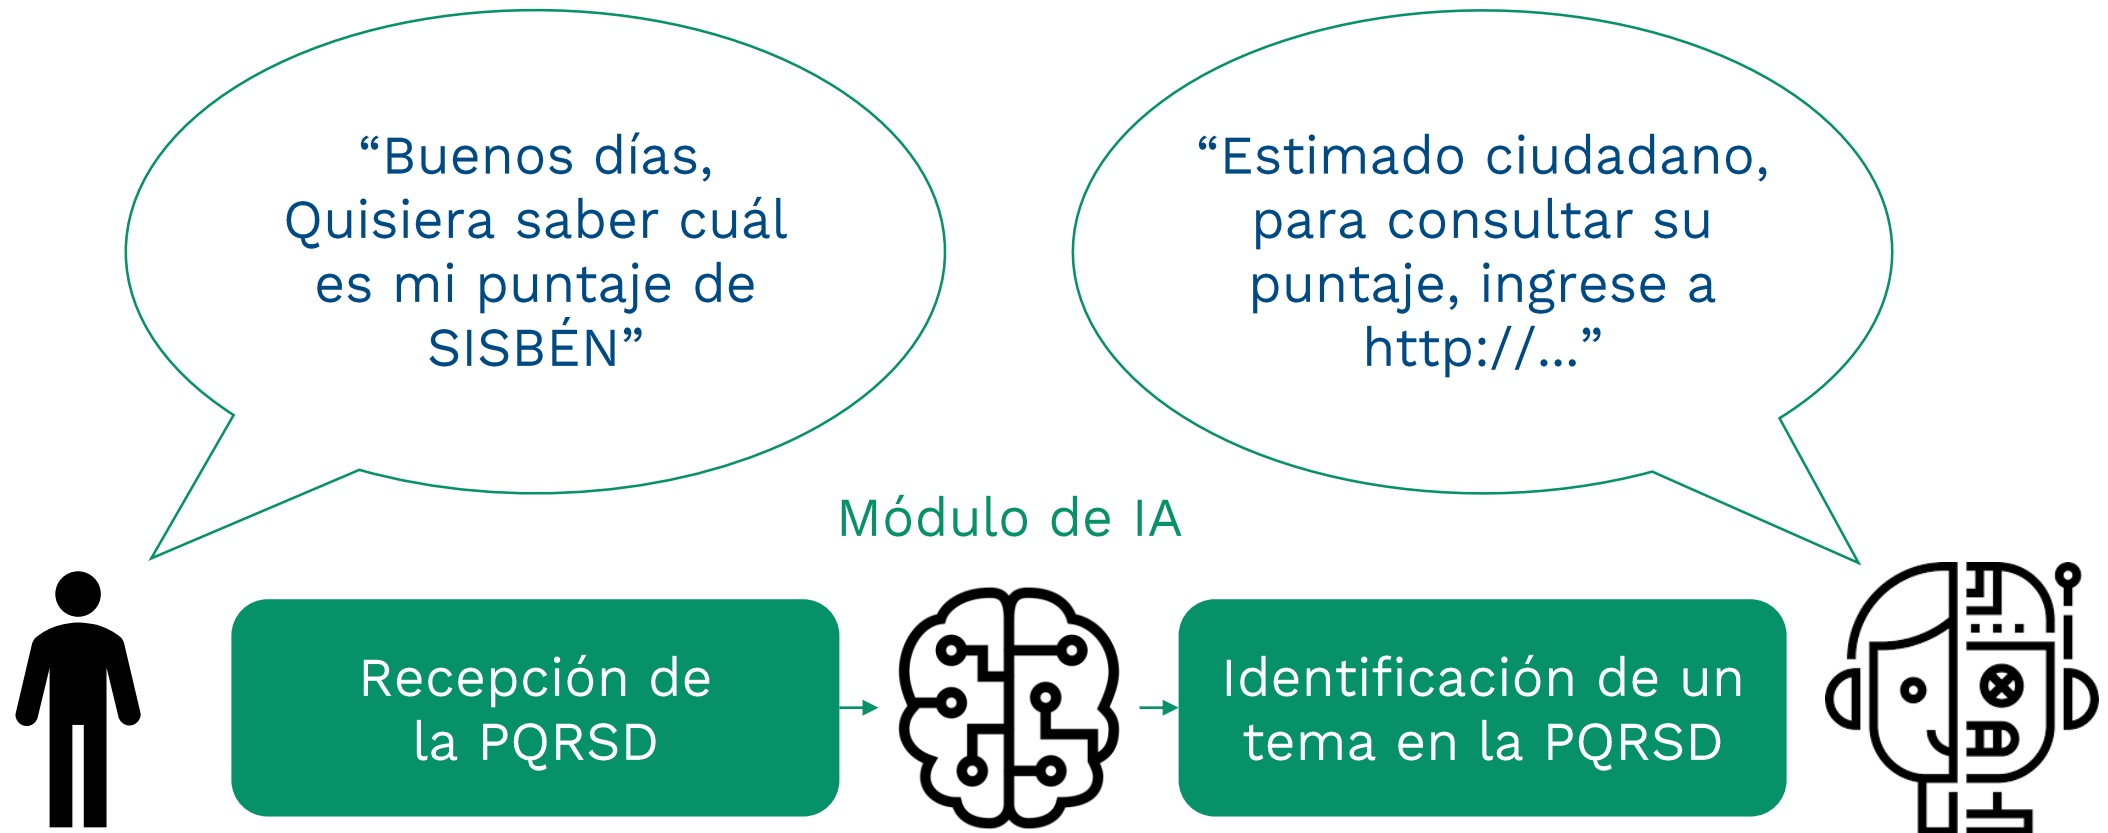 “Buenos días,
Quisiera saber cuál
es mi puntaje de
SISBÉN”
“Estimado ciudadano,
para consultar su
puntaje, ingrese a
http://...”
Módulo de IA
Recepción de
la PQRSD
Identificación de un
tema en la PQRSD